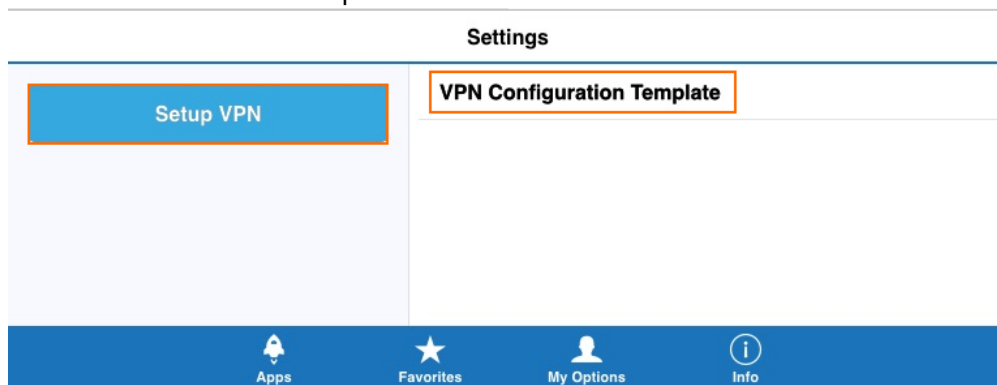 Settings
Setup VPN
VPN Configuration Template
Apps
Favorites
My Options
Info